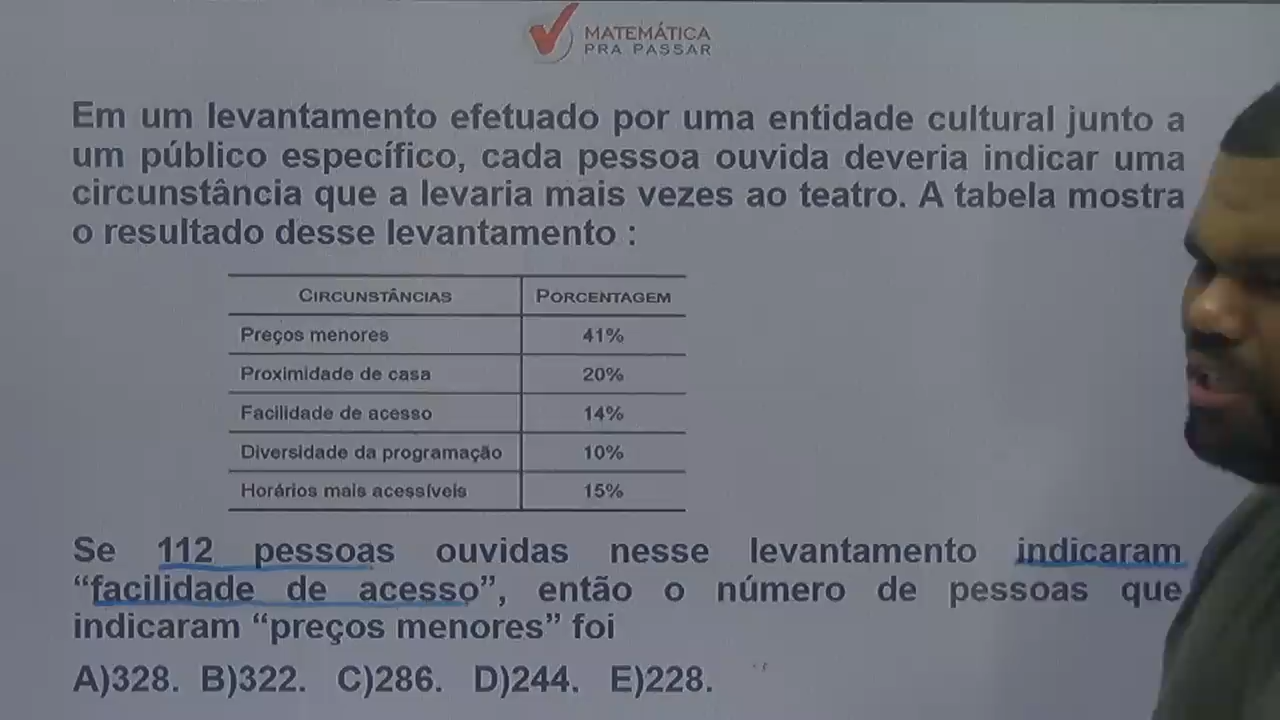 MATEMÁTICA
PRA PASSAR
Em um levantamento efetuado por uma entidade cultural junto a
um público específico, cada pessoa ouvida deveria indicar uma
circunstância que a levaria mais vezes ao teatro. A tabela mostra
o resultado desse levantamento :
CIRCUNSTÂNCIAS PORCENTAGEM
Preços menores 41%
Proximidade de casa 20%
Facilidade de acesso 14%
Diversidade da programação 10%
Horários mais acessíveis 15%
Se 112 pessoas ouvidas nesse levantamento indicaram
“facilidade de acesso”, então o número de pessoas que
indicaram “preços menores” foi
A)328. B)322. C)286. D)244. E)228.